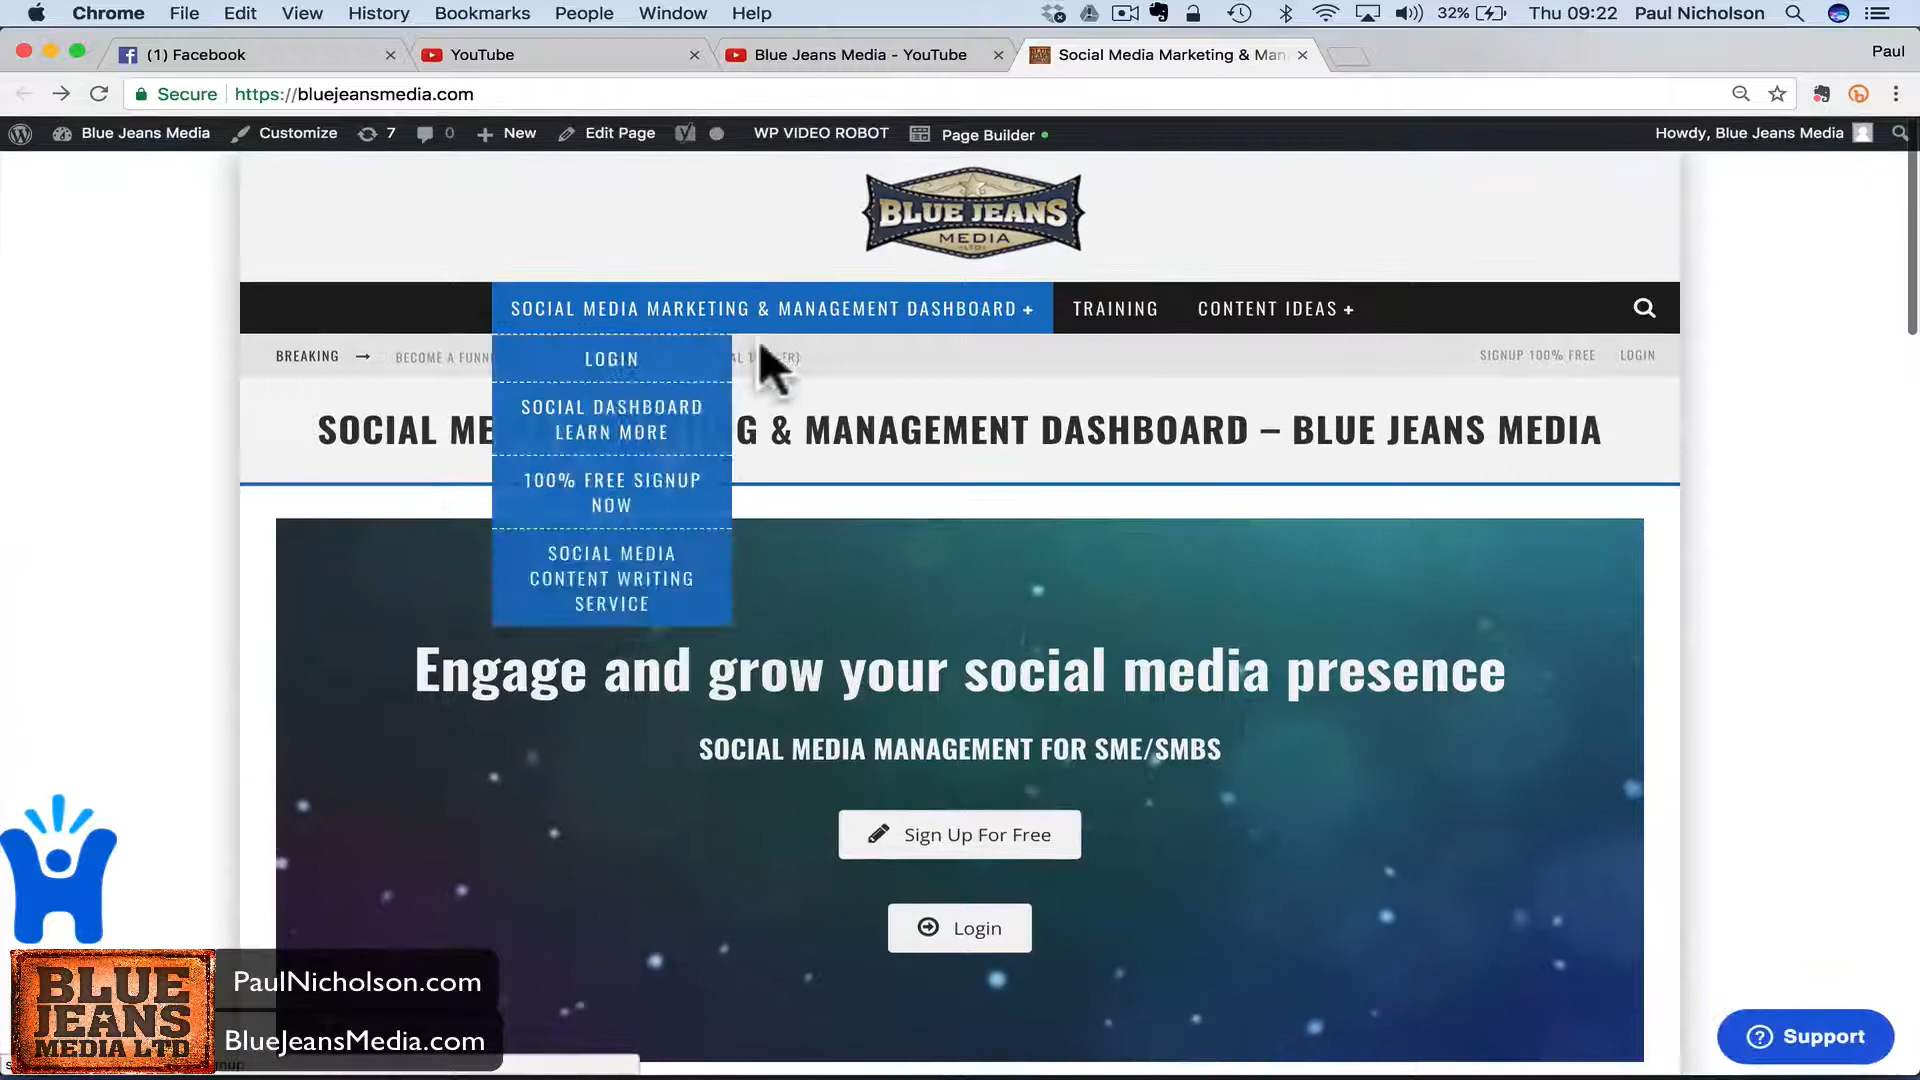 Chrome File Edit View History Bookmarks People Window Help 32% Thu 09:22 Paul Nicholson
(1) Facebook YouTube Blue Jeans Media - YouTube Social Media Marketing & Man Paul
Secure https://bluejeansmedia.com
Blue Jeans Media Customize 7 0 New Edit Page WP VIDEO ROBOT Page Builder Howdy, Blue Jeans Media
BLUE JEANS
MEDIA
LTD
SOCIAL MEDIA MARKETING & MANAGEMENT DASHBOARD + TRAINING CONTENT IDEAS +
BREAKING → BECOME A FUNN SIGNUP 100% FREE LOGIN
LOGIN
SOCIAL DASHBOARD
LEARN MORE
SOCIAL ME G & MANAGEMENT DASHBOARD – BLUE JEANS MEDIA
100% FREE SIGNUP
NOW
SOCIAL MEDIA
CONTENT WRITING
SERVICE
Engage and grow your social media presence
SOCIAL MEDIA MANAGEMENT FOR SME/SMBS
Sign Up For Free
Login
BLUE
JEANS
MEDIA LTD
PaulNicholson.com
BlueJeansMedia.com
Support